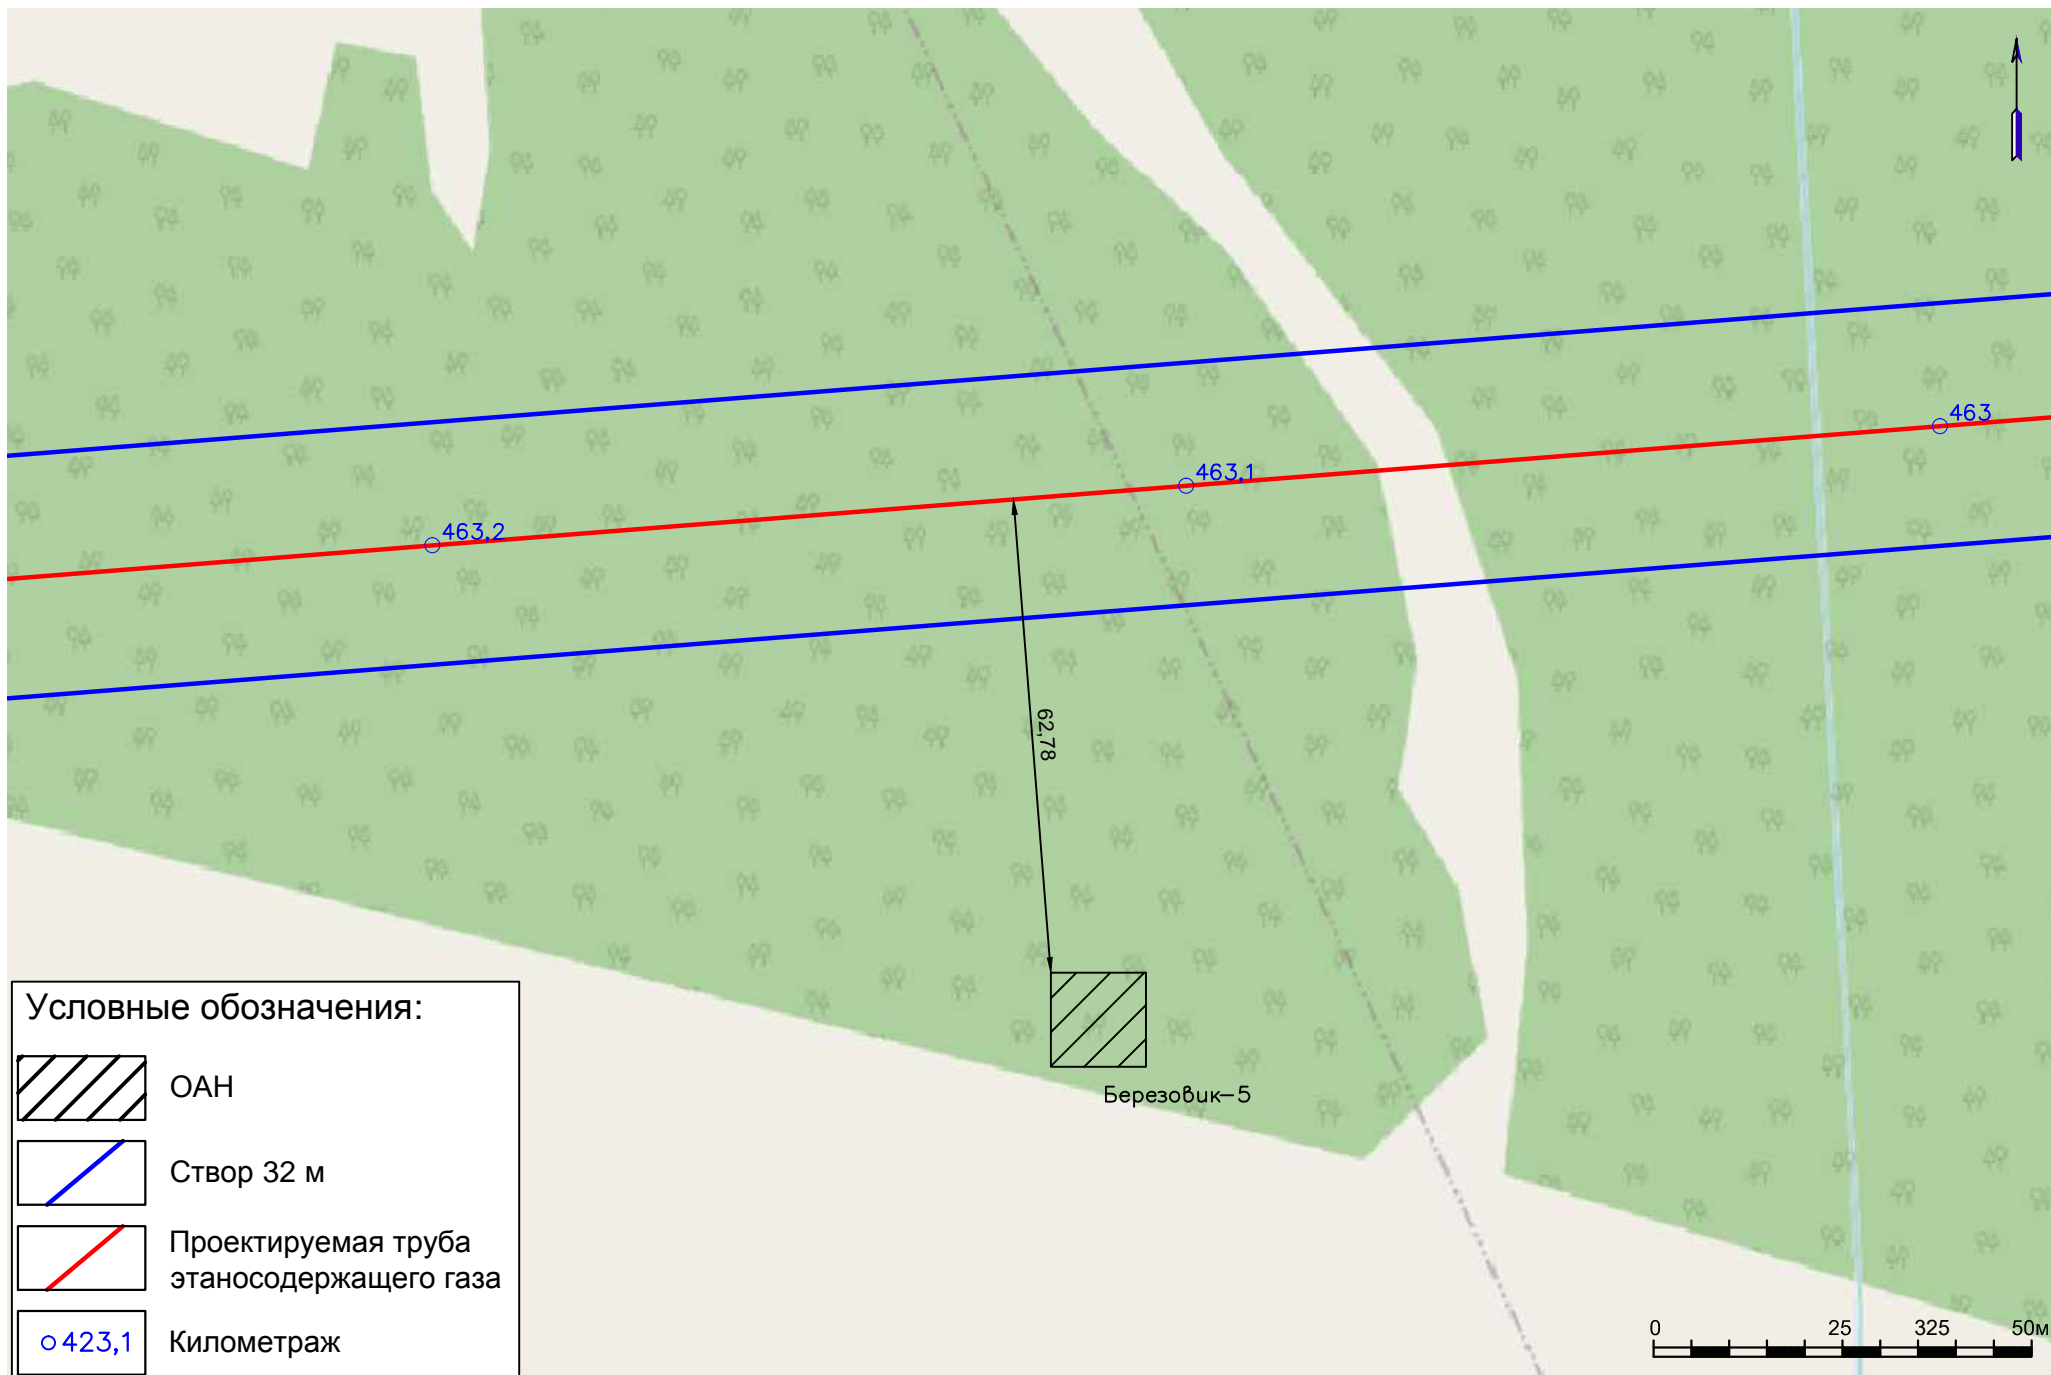 463
463,1
463,2
62,78
Березовик-5
Условные обозначения:
ОАН
Створ 32 м
Проектируемая труба
этаносодержащего газа
423,1 Километраж
0 25 325 50м